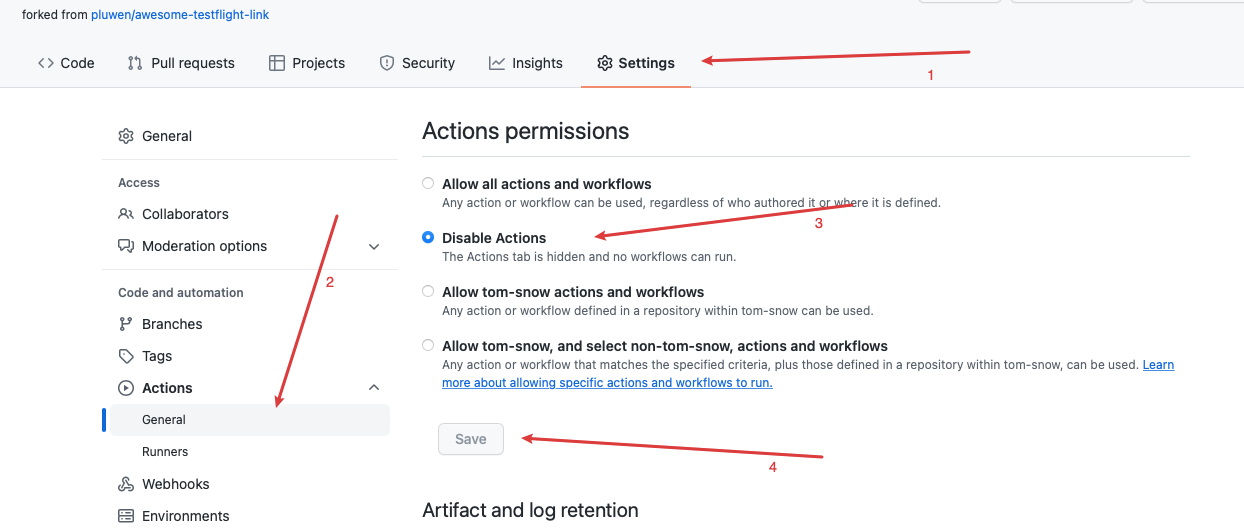 forked from pluwen/awesome-testflight-link
Code Pull requests Projects Security Insights Settings
1
General
Access
Collaborators
Moderation options
2
Code and automation
Branches
Tags
Actions
General
Runners
Webhooks
Environments
Actions permissions
Allow all actions and workflows
Any action or workflow can be used, regardless of who authored it or where it is defined.
3
Disable Actions
The Actions tab is hidden and no workflows can run.
Allow tom-snow actions and workflows
Any action or workflow defined in a repository within tom-snow can be used.
Allow tom-snow, and select non-tom-snow, actions and workflows
Any action or workflow that matches the specified criteria, plus those defined in a repository within tom-snow, can be used. Learn
more about allowing specific actions and workflows to run.
Save
4
Artifact and log retention